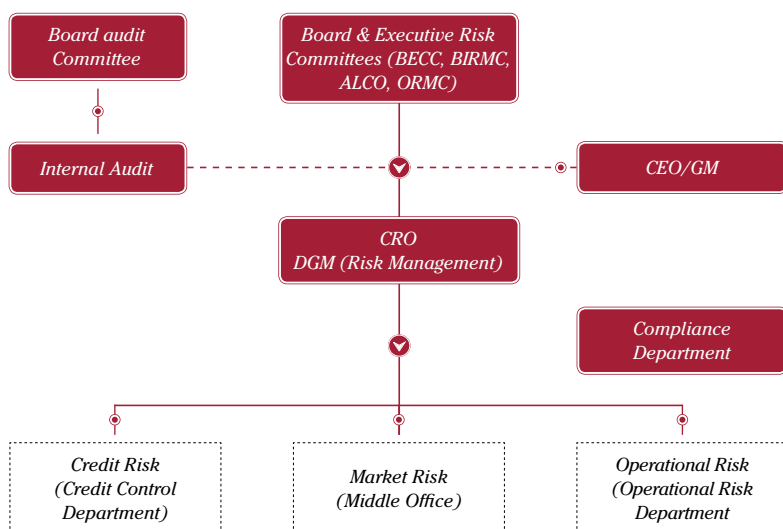 Board audit
Committee
Board & Executive Risk
Committees (BECC, BIRMC,
ALCO, ORMC)
Internal Audit
CEO/GM
CRO
DGM (Risk Management)
Compliance
Department
Credit Risk
(Credit Control
Department)
Market Risk
(Middle Office)
Operational Risk
(Operational Risk
Department